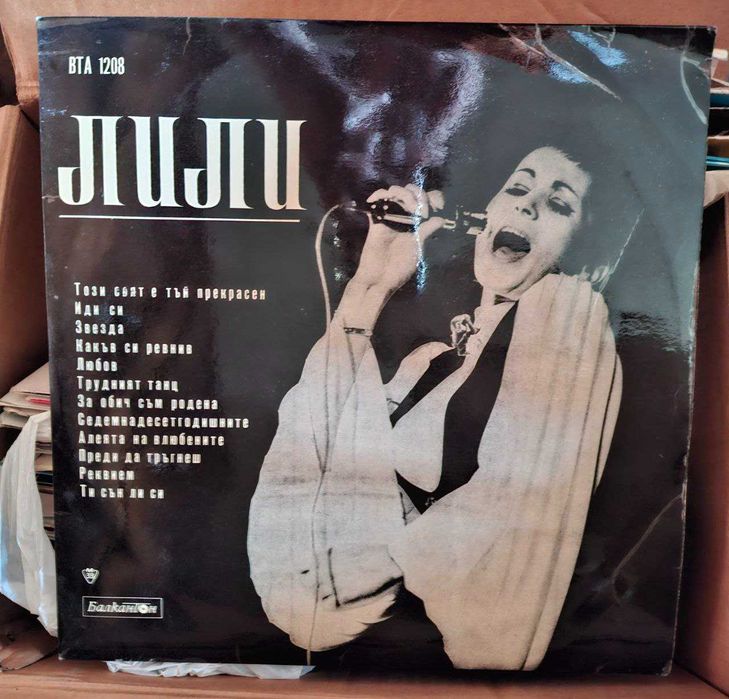 ВТА 1208
ЛИЛИ
Този свят е тъй прекрасен
Иди си
Звезда
Какъв си ревнив
Любов
Трудният танц
За обич съм родена
Седемнадесетгодишните
Алеята на влюбените
Преди да тръгнеш
Реквием
Ти сън ли си
33
Балкантон